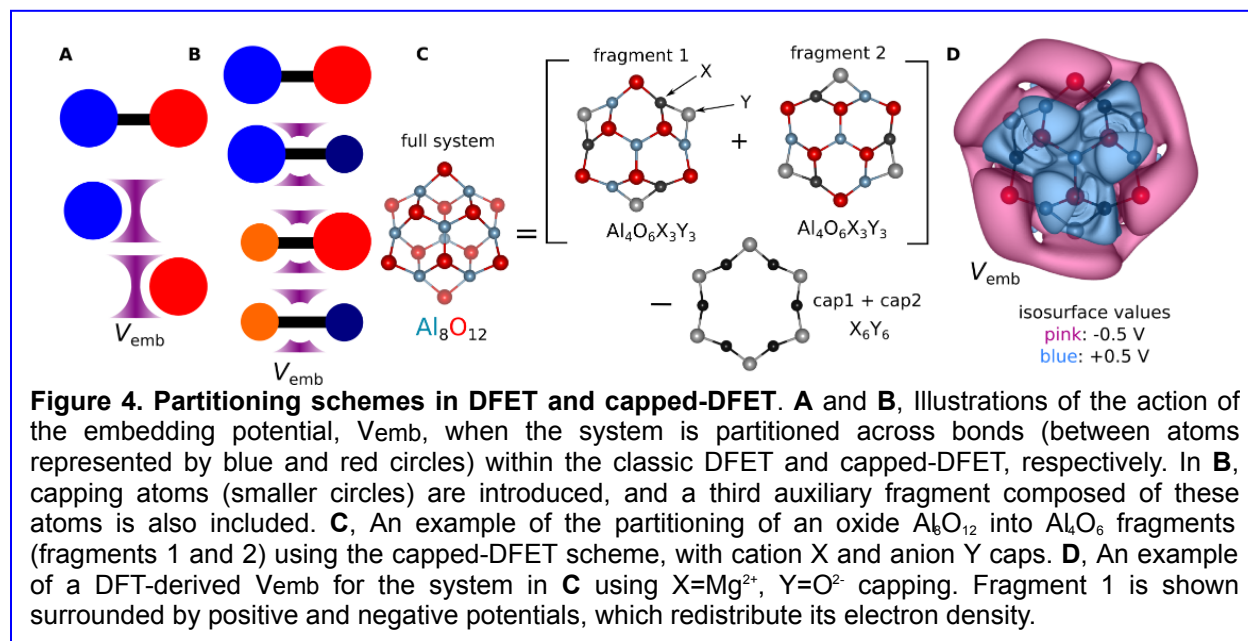 A
B
C
D
fragment 1
fragment 2
X
Y
full system
+
=
Al₄O₆X₃Y₃
Al₄O₆X₃Y₃
−
cap1 + cap2
X₆Y₆
Al₈O₁₂
V_emb
V_emb
V_emb
isosurface values
pink: -0.5 V
blue: +0.5 V
Figure 4. Partitioning schemes in DFET and capped-DFET. A and B, Illustrations of the action of
the embedding potential, Vemb, when the system is partitioned across bonds (between atoms
represented by blue and red circles) within the classic DFET and capped-DFET, respectively. In B,
capping atoms (smaller circles) are introduced, and a third auxiliary fragment composed of these
atoms is also included. C, An example of the partitioning of an oxide Al₈O₁₂ into Al₄O₆ fragments
(fragments 1 and 2) using the capped-DFET scheme, with cation X and anion Y caps. D, An example
of a DFT-derived Vemb for the system in C using X=Mg²⁺, Y=O²⁻ capping. Fragment 1 is shown
surrounded by positive and negative potentials, which redistribute its electron density.